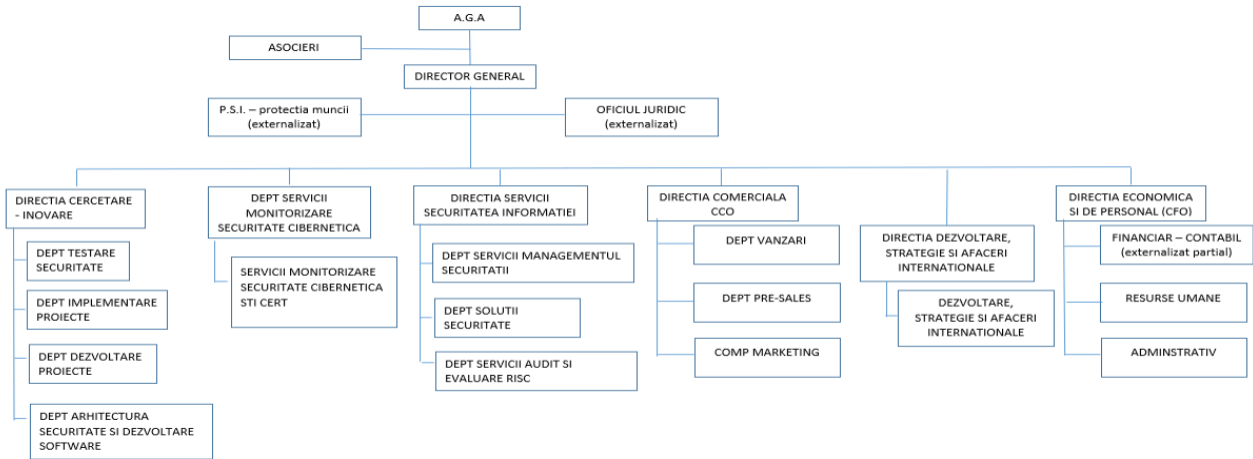 A.G.A
ASOCIERI
DIRECTOR GENERAL
P.S.I. – protectia muncii
(externalizat)
OFICIUL JURIDIC
(externalizat)
DIRECTIA CERCETARE
- INOVARE
DEPT TESTARE
SECURITATE
DEPT IMPLEMENTARE
PROIECTE
DEPT DEZVOLTARE
PROIECTE
DEPT ARHITECTURA
SECURITATE SI DEZVOLTARE
SOFTWARE
DEPT SERVICII
MONITORIZARE
SECURITATE CIBERNETICA
SERVICII MONITORIZARE
SECURITATE CIBERNETICA
STI CERT
DIRECTIA SERVICII
SECURITATEA INFORMATIEI
DEPT SERVICII MANAGEMENTUL
SECURITATII
DEPT SOLUTII
SECURITATE
DEPT SERVICII AUDIT SI
EVALUARE RISC
DIRECTIA COMERCIALA
CCO
DEPT VANZARI
DEPT PRE-SALES
COMP MARKETING
DIRECTIA DEZVOLTARE,
STRATEGIE SI AFACERI
INTERNATIONALE
DEZVOLTARE,
STRATEGIE SI AFACERI
INTERNATIONALE
DIRECTIA ECONOMICA
SI DE PERSONAL (CFO)
FINANCIAR – CONTABIL
(externalizat partial)
RESURSE UMANE
ADMINSTRATIV